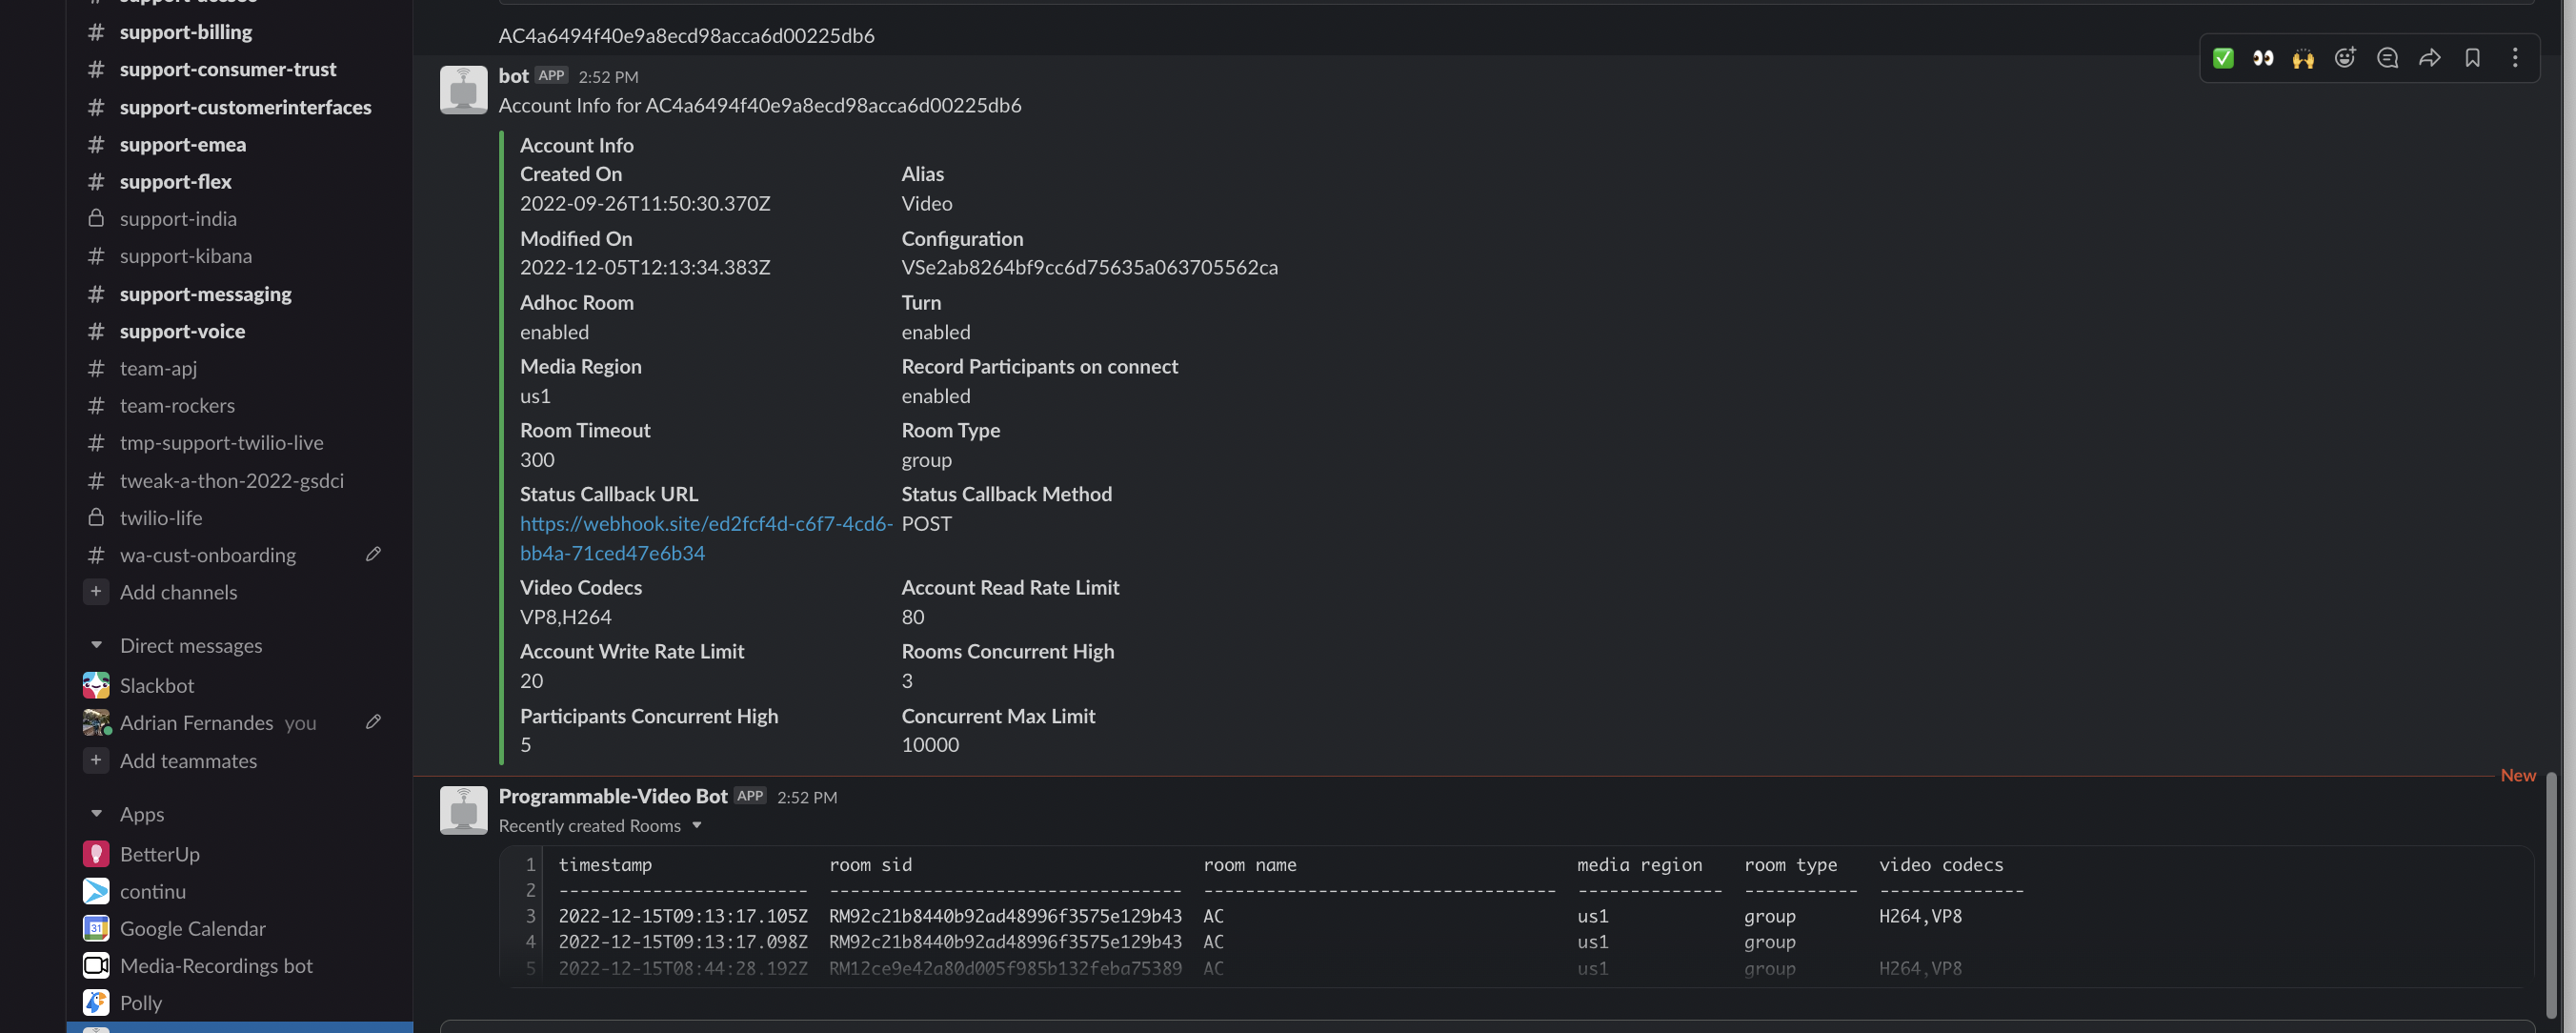 support-access
support-billing
support-consumer-trust
support-customerinterfaces
support-emea
support-flex
support-india
support-kibana
support-messaging
support-voice
team-apj
team-rockers
tmp-support-twilio-live
tweak-a-thon-2022-gsdci
twilio-life
wa-cust-onboarding
Add channels
Direct messages
Slackbot
Adrian Fernandes you
Add teammates
Apps
BetterUp
continu
Google Calendar
Media-Recordings bot
Polly
AC4a6494f40e9a8ecd98acca6d00225db6
bot APP 2:52 PM
Account Info for AC4a6494f40e9a8ecd98acca6d00225db6
Account Info
Created On Alias
2022-09-26T11:50:30.370Z Video
Modified On Configuration
2022-12-05T12:13:34.383Z VSe2ab8264bf9cc6d75635a063705562ca
Adhoc Room Turn
enabled enabled
Media Region Record Participants on connect
us1 enabled
Room Timeout Room Type
300 group
Status Callback URL Status Callback Method
https://webhook.site/ed2fcf4d-c6f7-4cd6- POST
bb4a-71ced47e6b34
Video Codecs Account Read Rate Limit
VP8,H264 80
Account Write Rate Limit Rooms Concurrent High
20 3
Participants Concurrent High Concurrent Max Limit
5 10000
New
Programmable-Video Bot APP 2:52 PM
Recently created Rooms
1 timestamp room sid room name media region room type video codecs
2 ------------------------ ---------------------------------- ---------------------------------- -------------- ----------- --------------
3 2022-12-15T09:13:17.105Z RM92c21b8440b92ad48996f3575e129b43 AC us1 group H264,VP8
4 2022-12-15T09:13:17.098Z RM92c21b8440b92ad48996f3575e129b43 AC us1 group
5 2022-12-15T08:44:28.192Z RM12ce9e42a80d005f985b132feba75389 AC us1 group H264,VP8